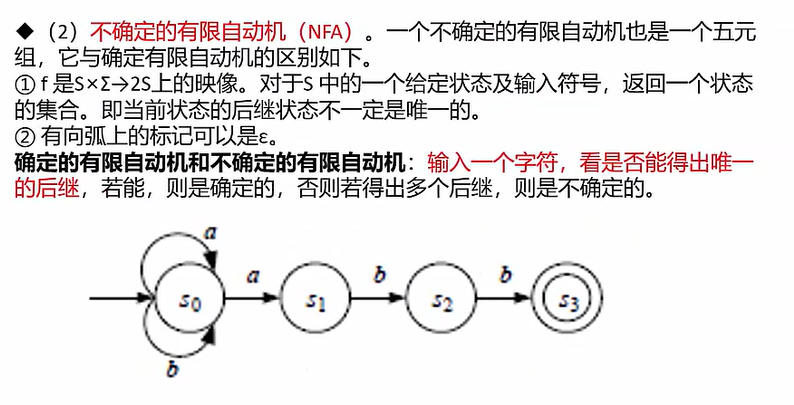 ◆（2）不确定的有限自动机（NFA）。一个不确定的有限自动机也是一个五元
组，它与确定有限自动机的区别如下。
① f 是S×Σ→2S上的映像。对于S 中的一个给定状态及输入符号，返回一个状态
的集合。即当前状态的后继状态不一定是唯一的。
② 有向弧上的标记可以是ε。
确定的有限自动机和不确定的有限自动机：输入一个字符，看是否能得出唯一
的后继，若能，则是确定的，否则若得出多个后继，则是不确定的。
a
s0 a s1 b s2 b s3
b